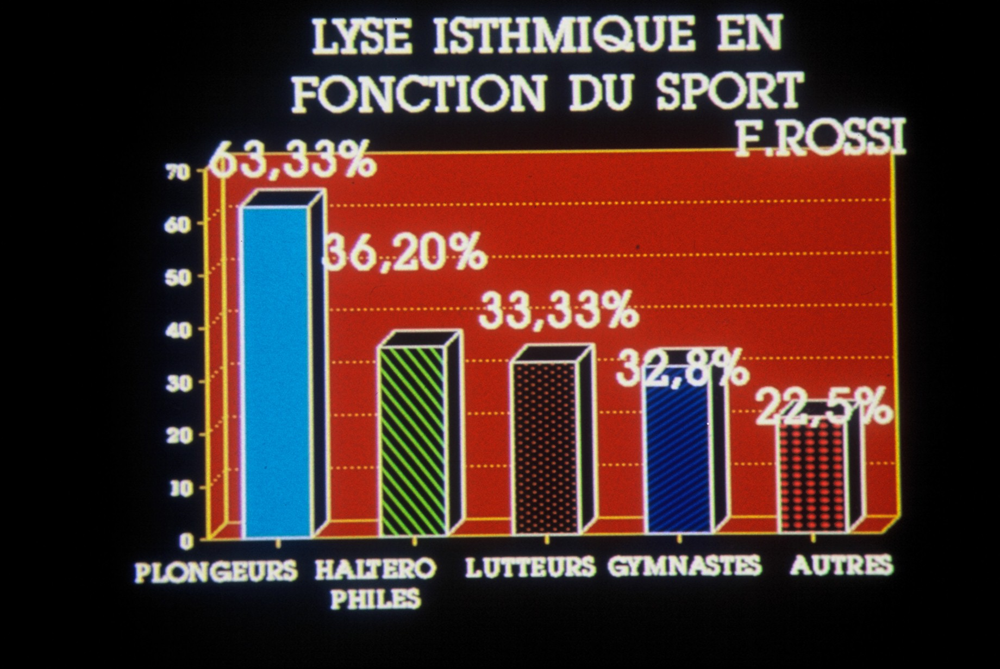 LYSE ISTHMIQUE EN
FONCTION DU SPORT
F.ROSSI
63,33%
36,20%
33,33%
32,8%
22,5%
70
60
50
40
30
20
10
0
PLONGEURS HALTERO LUTTEURS GYMNASTES AUTRES
PHILES